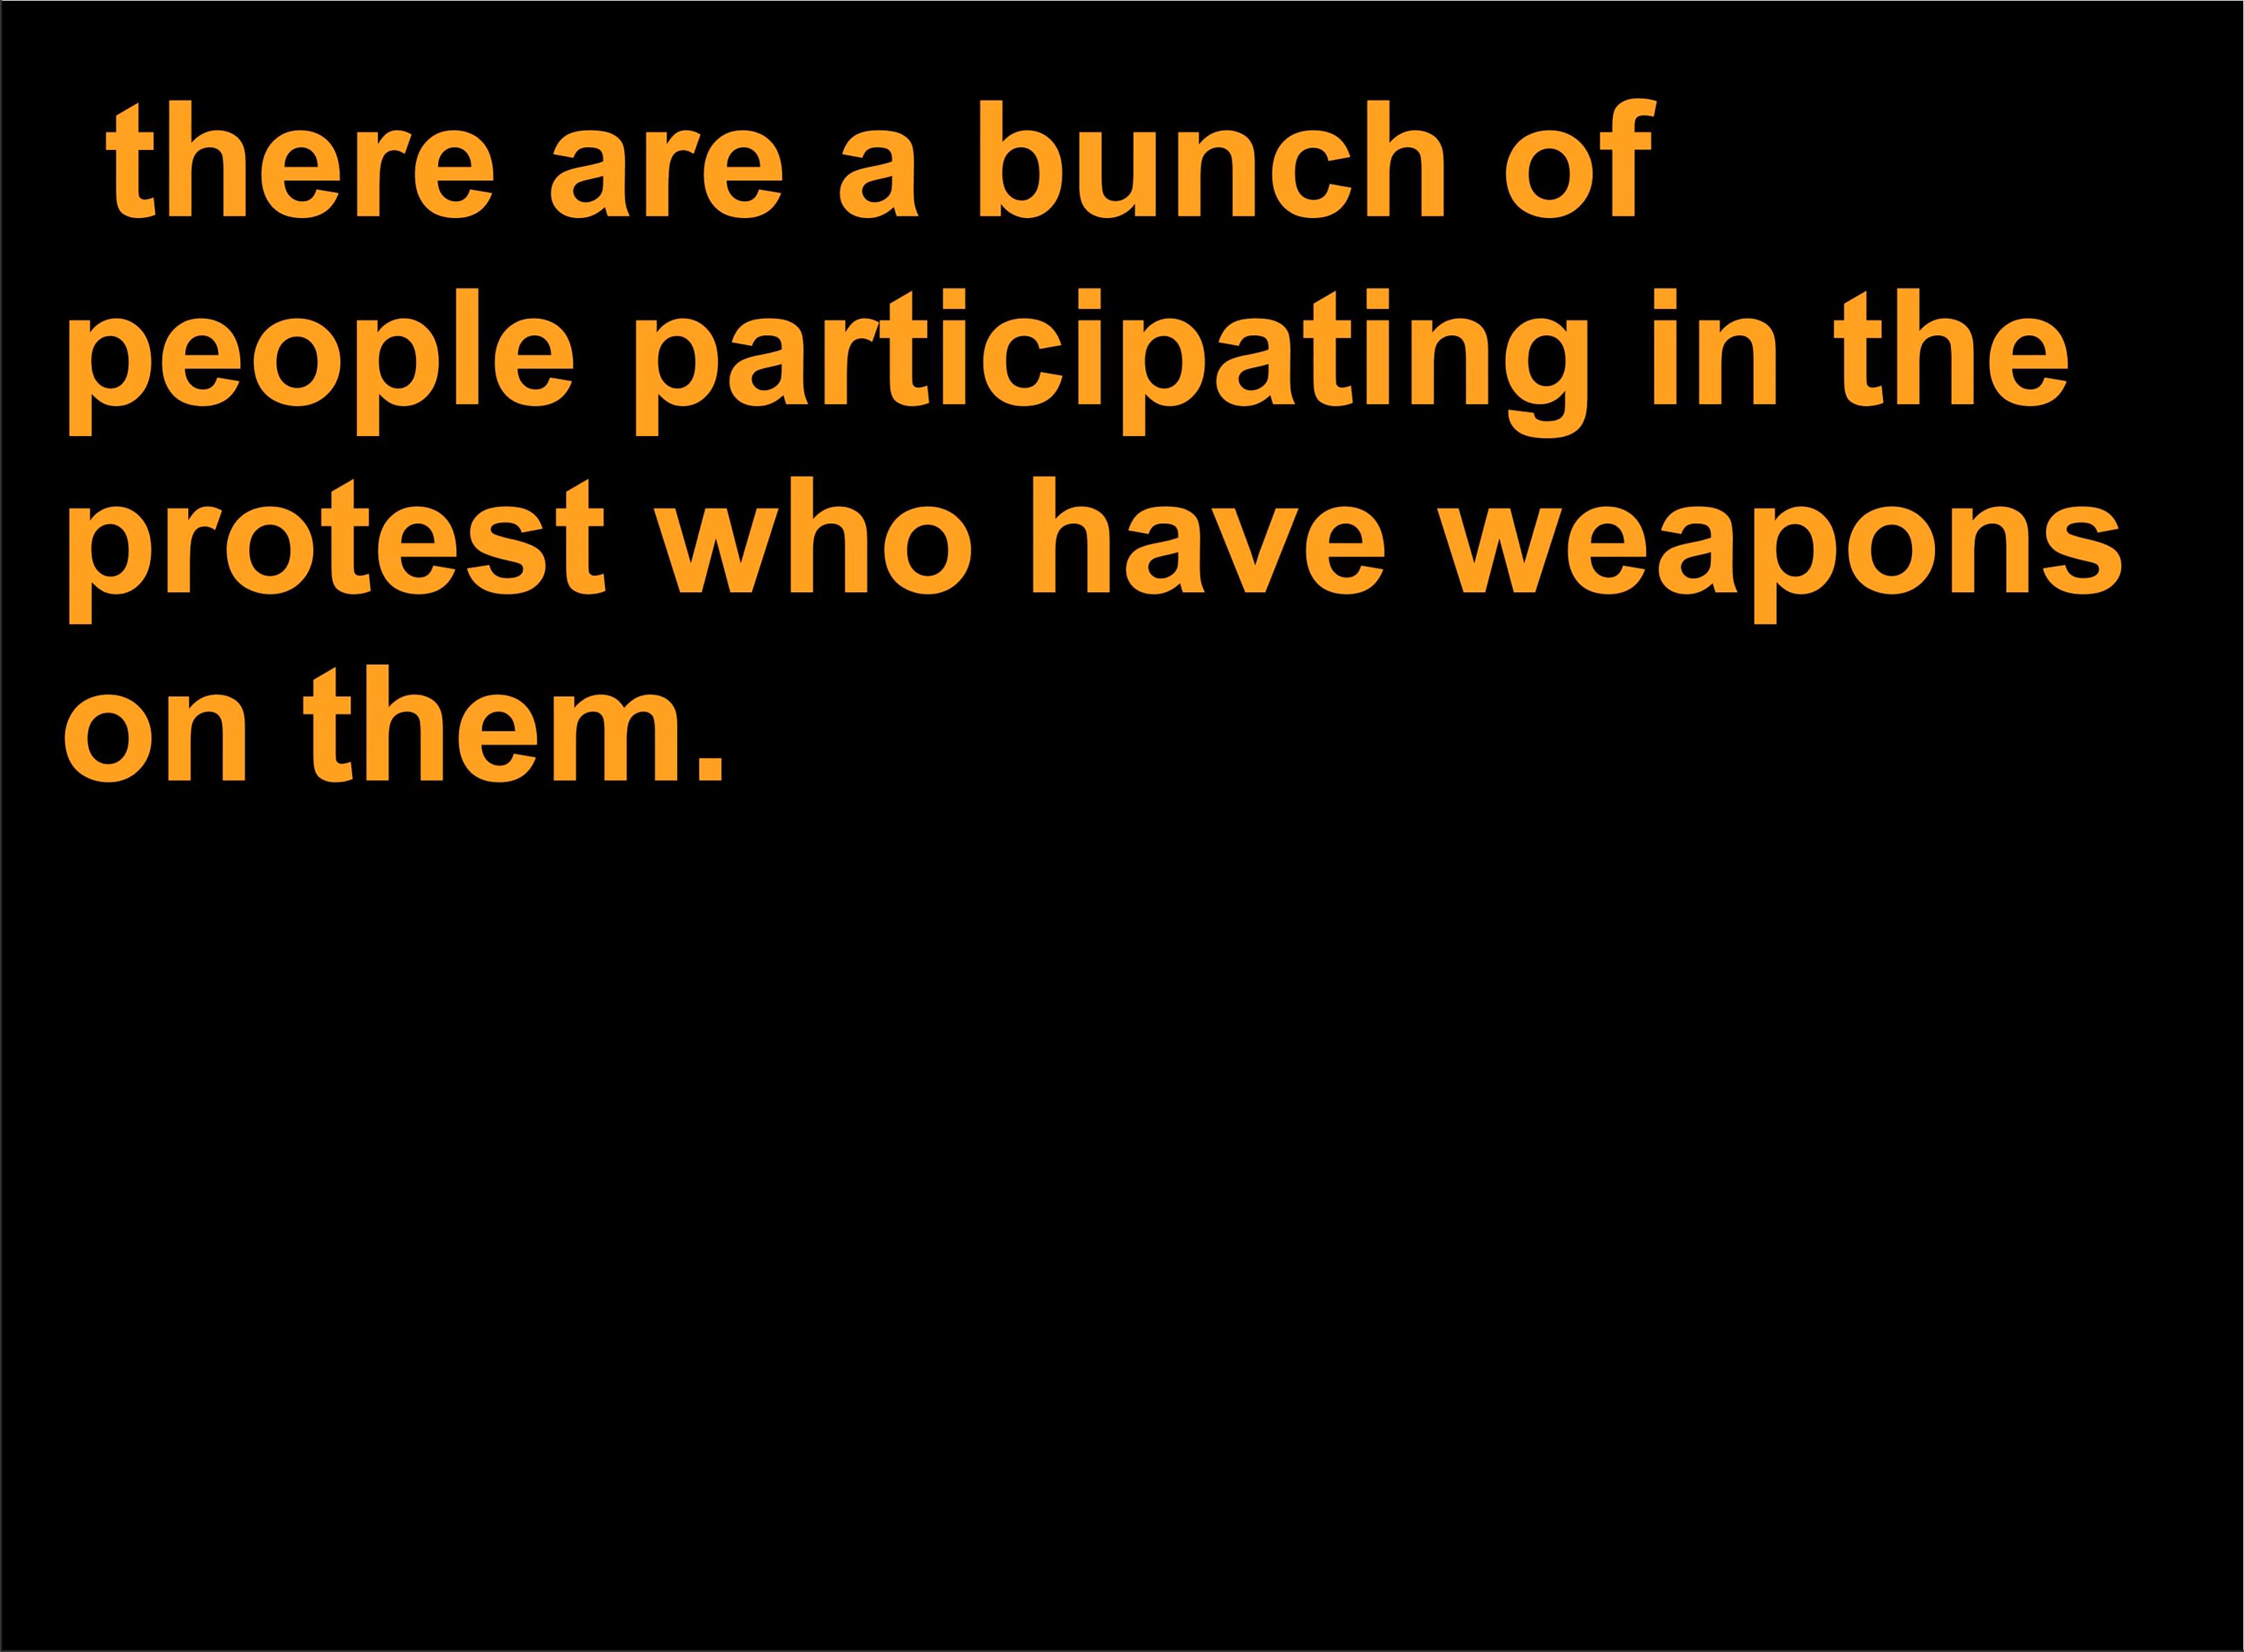 there are a bunch of
people participating in the
protest who have weapons
on them.